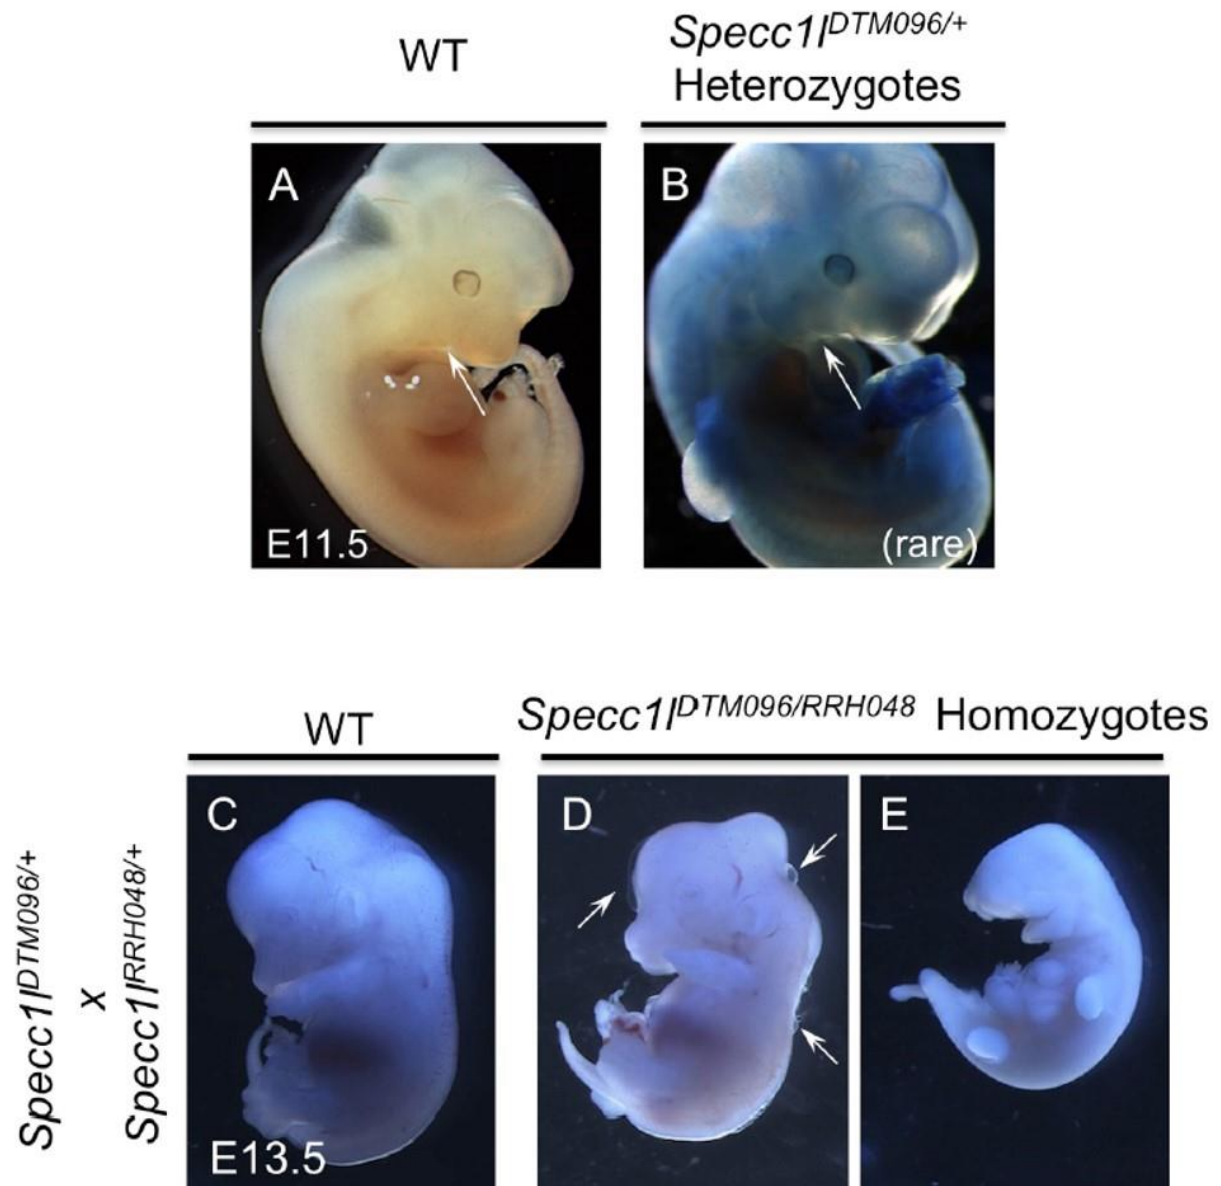 WT
Specc1l^DTM096/+
Heterozygotes
A
B
E11.5
(rare)
Specc1l^DTM096/+
x
Specc1l^RRH048/+
WT
Specc1l^DTM096/RRH048 Homozygotes
C
D
E
E13.5